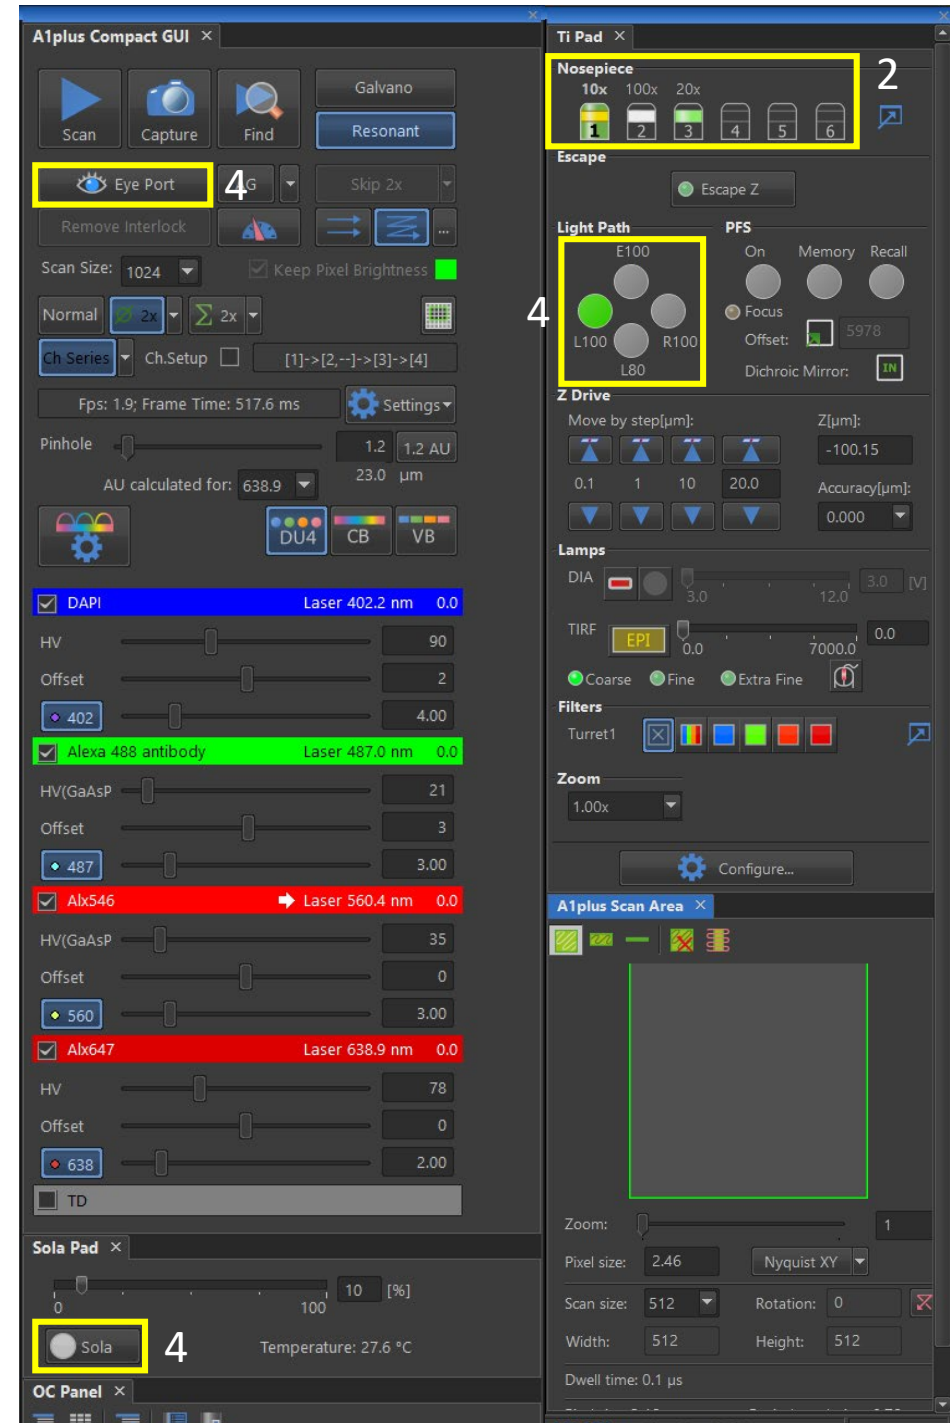 A1plus Compact GUI ×
Scan
Capture
Find
Galvano
Resonant
Eye Port
4
G
Skip 2x
Remove Interlock
...
Scan Size: 1024
Keep Pixel Brightness
Normal
2x
∑ 2x
Ch Series
Ch.Setup
[1]->[2,--]->[3]->[4]
Fps: 1.9; Frame Time: 517.6 ms
Settings
Pinhole
1.2
1.2 AU
AU calculated for: 638.9
23.0 µm
DU4
CB
VB
DAPI Laser 402.2 nm 0.0
HV 90
Offset 2
402 4.00
Alexa 488 antibody Laser 487.0 nm 0.0
HV(GaAsP 21
Offset 3
487 3.00
Alx546 Laser 560.4 nm 0.0
HV(GaAsP 35
Offset 0
560 3.00
Alx647 Laser 638.9 nm 0.0
HV 78
Offset 0
638 2.00
TD
Sola Pad ×
10 [%]
0 100
Sola
4
Temperature: 27.6 °C
OC Panel ×
Ti Pad ×
Nosepiece
2
10x 100x 20x
1 2 3 4 5 6
Escape
Escape Z
Light Path
4
E100
L100
R100
L80
PFS
On Memory Recall
Focus
Offset: 5978
Dichroic Mirror: IN
Z Drive
Move by step[µm]: Z[µm]:
-100.15
0.1 1 10 20.0
Accuracy[µm]:
0.000
Lamps
DIA 3.0 [V]
3.0 12.0
TIRF EPI 0.0
0.0 7000.0
Coarse Fine Extra Fine
Filters
Turret1
Zoom
1.00x
Configure...
A1plus Scan Area ×
Zoom: 1
Pixel size: 2.46 Nyquist XY
Scan size: 512 Rotation: 0
Width: 512 Height: 512
Dwell time: 0.1 µs